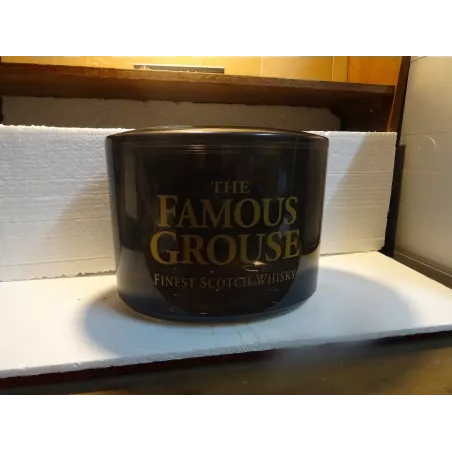 THE
FAMOUS
GROUSE
FINEST SCOTCH WHISKY